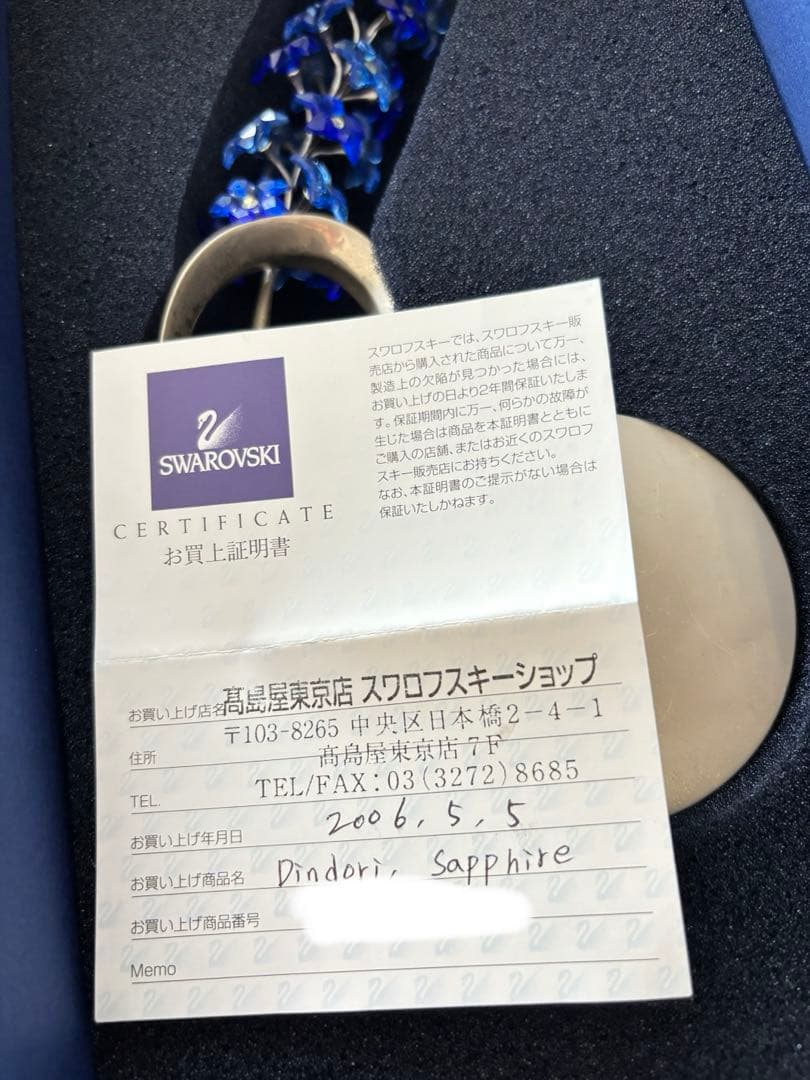 SWAROVSKI
CERTIFICATE
お買上証明書
スワロフスキーでは、スワロフスキー販
売店から購入された商品について万一、
製造上の欠陥が見つかった場合には、
お買い上げの日より2年間保証いたしま
す。保証期間内に万一、何らかの故障が
生じた場合は商品を本証明書とともに
ご購入の店舗、またはお近くのスワロフ
スキー販売店にお持ちください。
なお、本証明書のご提示がない場合は
保証いたしかねます。
お買い上げ店名 髙島屋東京店 スワロフスキーショップ
〒103-8265 中央区日本橋2-4-1
住所 髙島屋東京店7F
TEL. TEL/FAX:03(3272)8685
お買い上げ年月日 2006, 5, 5
お買い上げ商品名 Dindori, Sapphire
お買い上げ商品番号
Memo